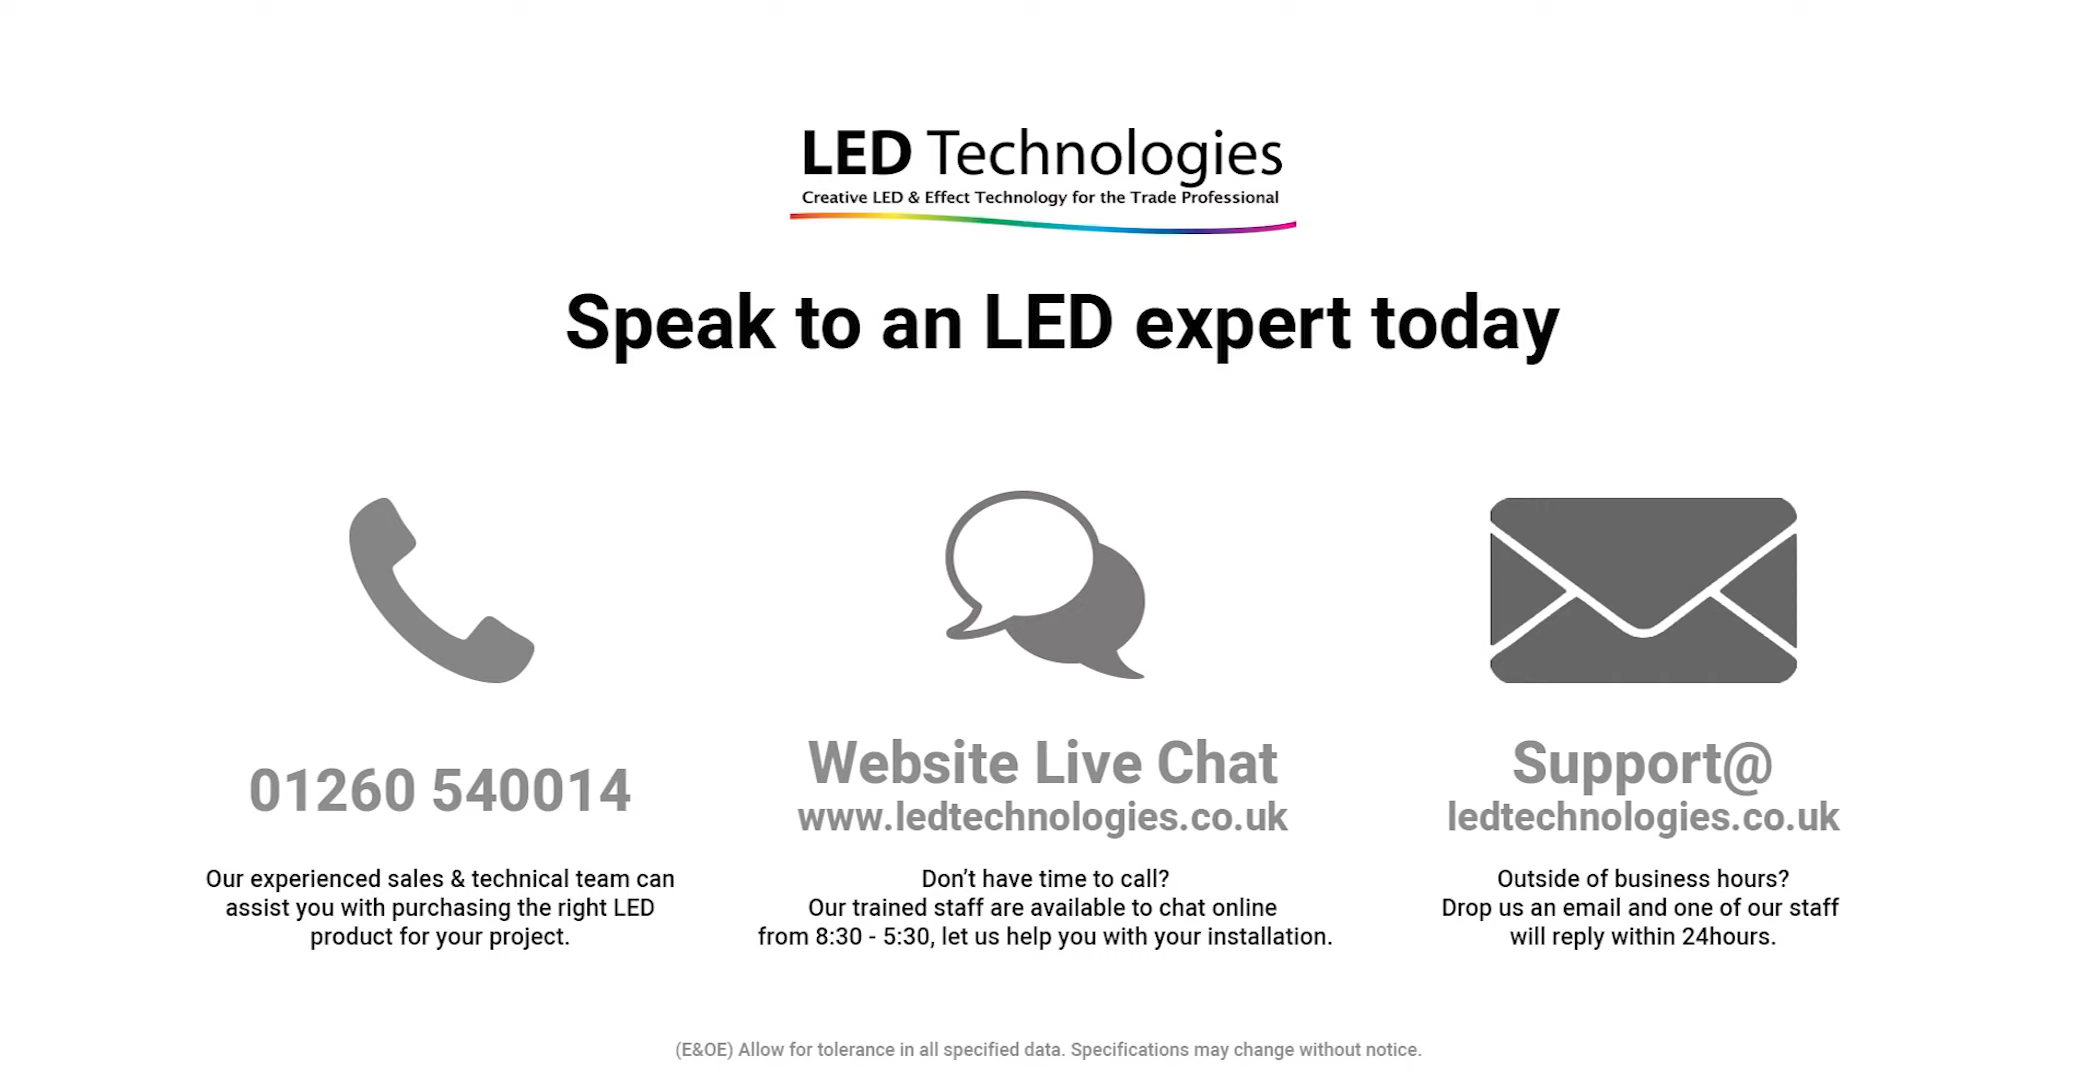 LED Technologies
Creative LED & Effect Technology for the Trade Professional
Speak to an LED expert today
01260 540014
Our experienced sales & technical team can
assist you with purchasing the right LED
product for your project.
Website Live Chat
www.ledtechnologies.co.uk
Don’t have time to call?
Our trained staff are available to chat online
from 8:30 - 5:30, let us help you with your installation.
Support@
ledtechnologies.co.uk
Outside of business hours?
Drop us an email and one of our staff
will reply within 24hours.
(E&OE) Allow for tolerance in all specified data. Specifications may change without notice.